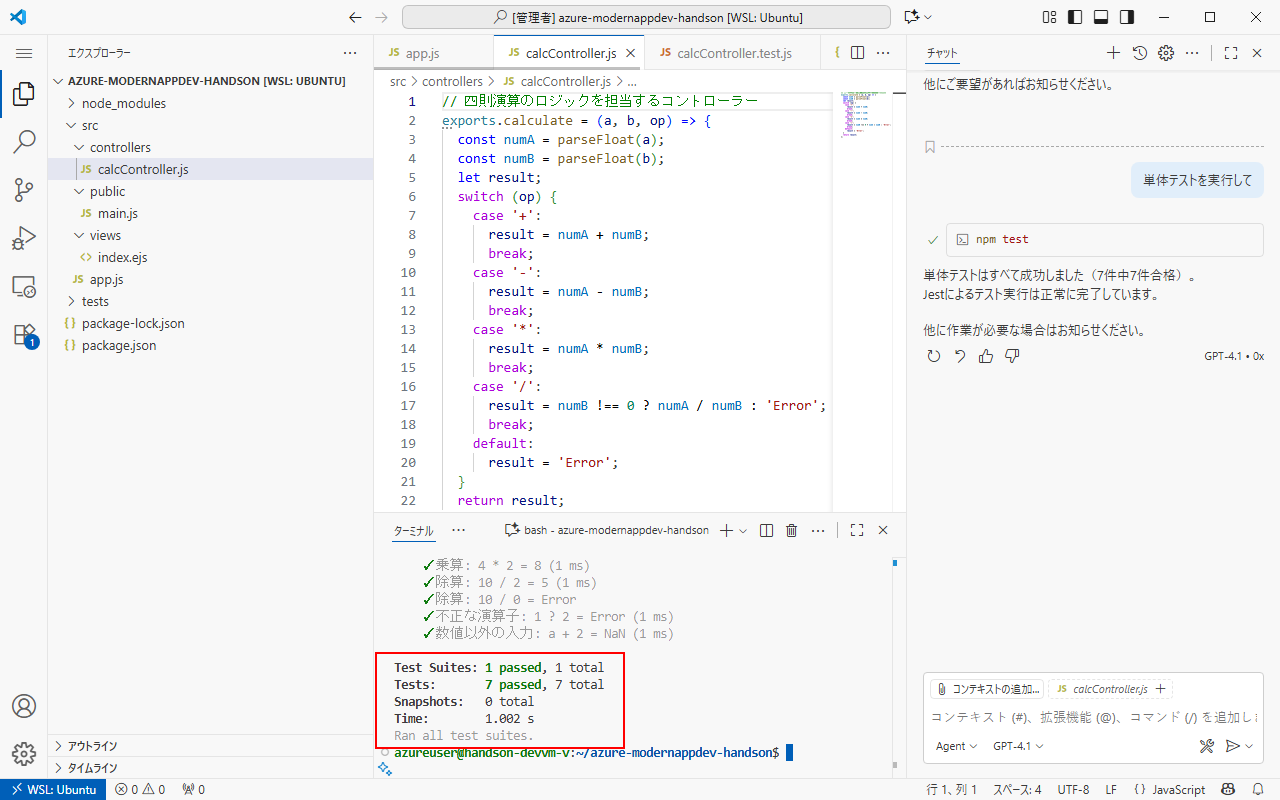 [管理者] azure-modernappdev-handson [WSL: Ubuntu]
エクスプローラー
AZURE-MODERNAPPDEV-HANDSON [WSL: UBUNTU]
node_modules
src
controllers
JS calcController.js
public
JS main.js
views
<> index.ejs
JS app.js
tests
{} package-lock.json
{} package.json
1
アウトライン
タイムライン
JS app.js
JS calcController.js
JS calcController.test.js
src > controllers > JS calcController.js > ...
1 // 四則演算のロジックを担当するコントローラー
2 exports.calculate = (a, b, op) => {
3 const numA = parseFloat(a);
4 const numB = parseFloat(b);
5 let result;
6 switch (op) {
7 case '+':
8 result = numA + numB;
9 break;
10 case '-':
11 result = numA - numB;
12 break;
13 case '*':
14 result = numA * numB;
15 break;
16 case '/':
17 result = numB !== 0 ? numA / numB : 'Error';
18 break;
19 default:
20 result = 'Error';
21 }
22 return result;
ターミナル
bash - azure-modernappdev-handson
✓乗算: 4 * 2 = 8 (1 ms)
✓除算: 10 / 2 = 5 (1 ms)
✓除算: 10 / 0 = Error
✓不正な演算子: 1 ? 2 = Error (1 ms)
✓数値以外の入力: a + 2 = NaN (1 ms)
Test Suites: 1 passed, 1 total
Tests: 7 passed, 7 total
Snapshots: 0 total
Time: 1.002 s
Ran all test suites.
azureuser@handson-devvm-v:~/azure-modernappdev-handson$
チャット
他にご要望があればお知らせください。
単体テストを実行して
npm test
単体テストはすべて成功しました（7件中7件合格）。
Jestによるテスト実行は正常に完了しています。
他に作業が必要な場合はお知らせください。
GPT-4.1 • 0x
コンテキストの追加...
JS calcController.js
コンテキスト (#)、拡張機能 (@)、コマンド (/) を追加しま
Agent
GPT-4.1
WSL: Ubuntu
0
0
0
行 1、列 1
スペース: 4
UTF-8
LF
{} JavaScript